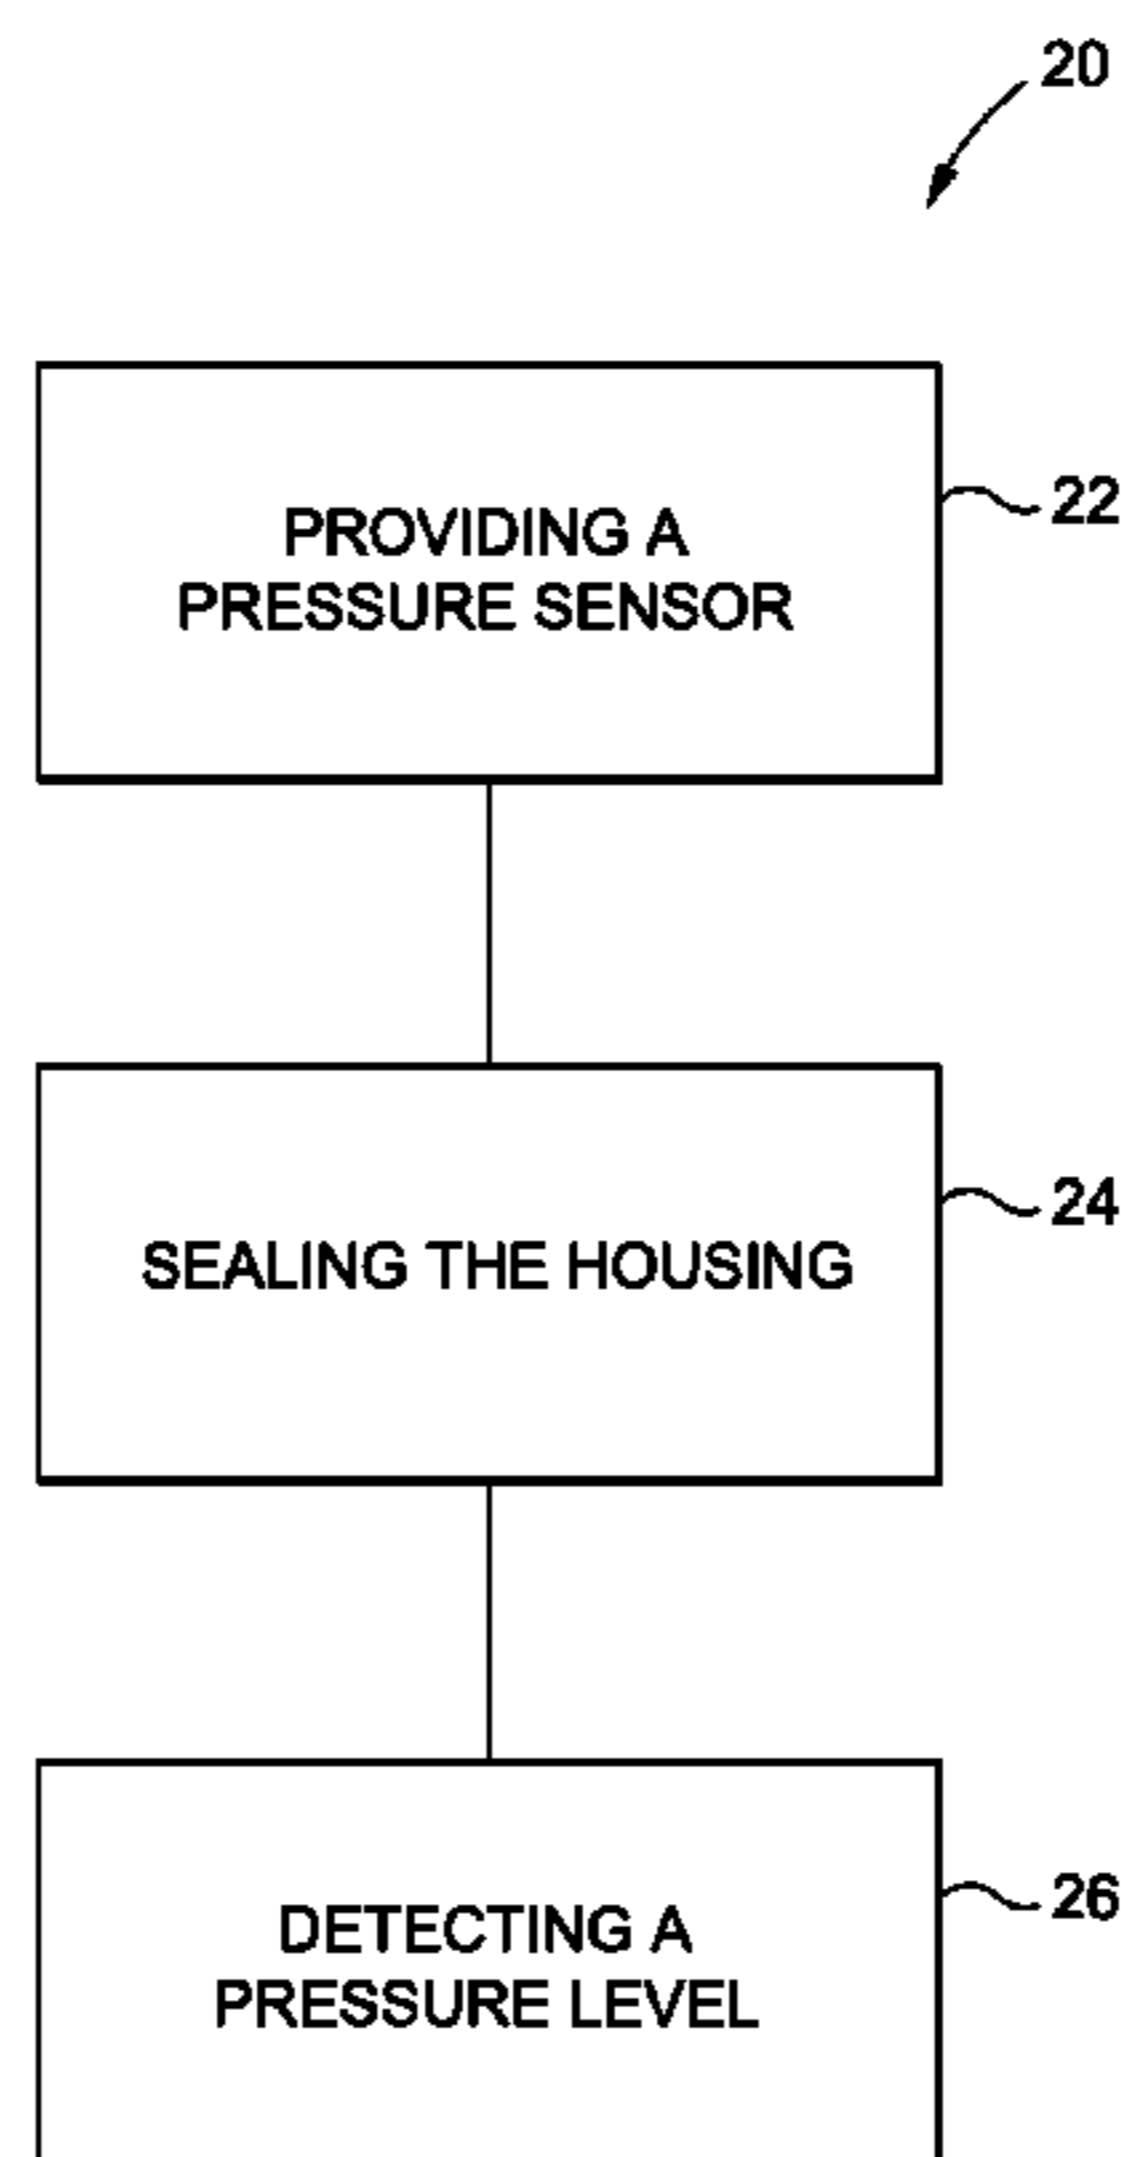 20
PROVIDING A
PRESSURE SENSOR
22
SEALING THE HOUSING
24
DETECTING A
PRESSURE LEVEL
26